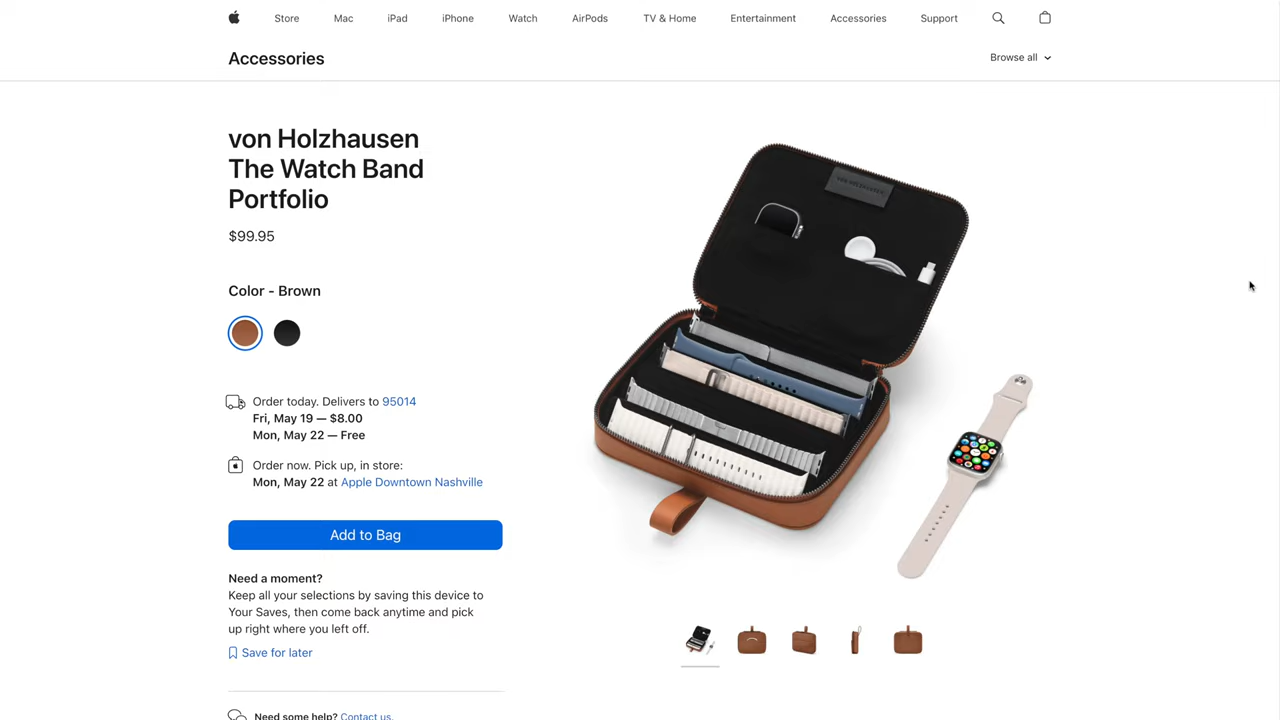 Store Mac iPad iPhone Watch AirPods TV & Home Entertainment Accessories Support
Accessories
Browse all
von Holzhausen
The Watch Band
Portfolio
$99.95
Color - Brown
Order today. Delivers to 95014
Fri, May 19 — $8.00
Mon, May 22 — Free
Order now. Pick up, in store:
Mon, May 22 at Apple Downtown Nashville
Add to Bag
Need a moment?
Keep all your selections by saving this device to
Your Saves, then come back anytime and pick
up right where you left off.
Save for later
Need some help? Contact us.
VON HOLZHAUSEN